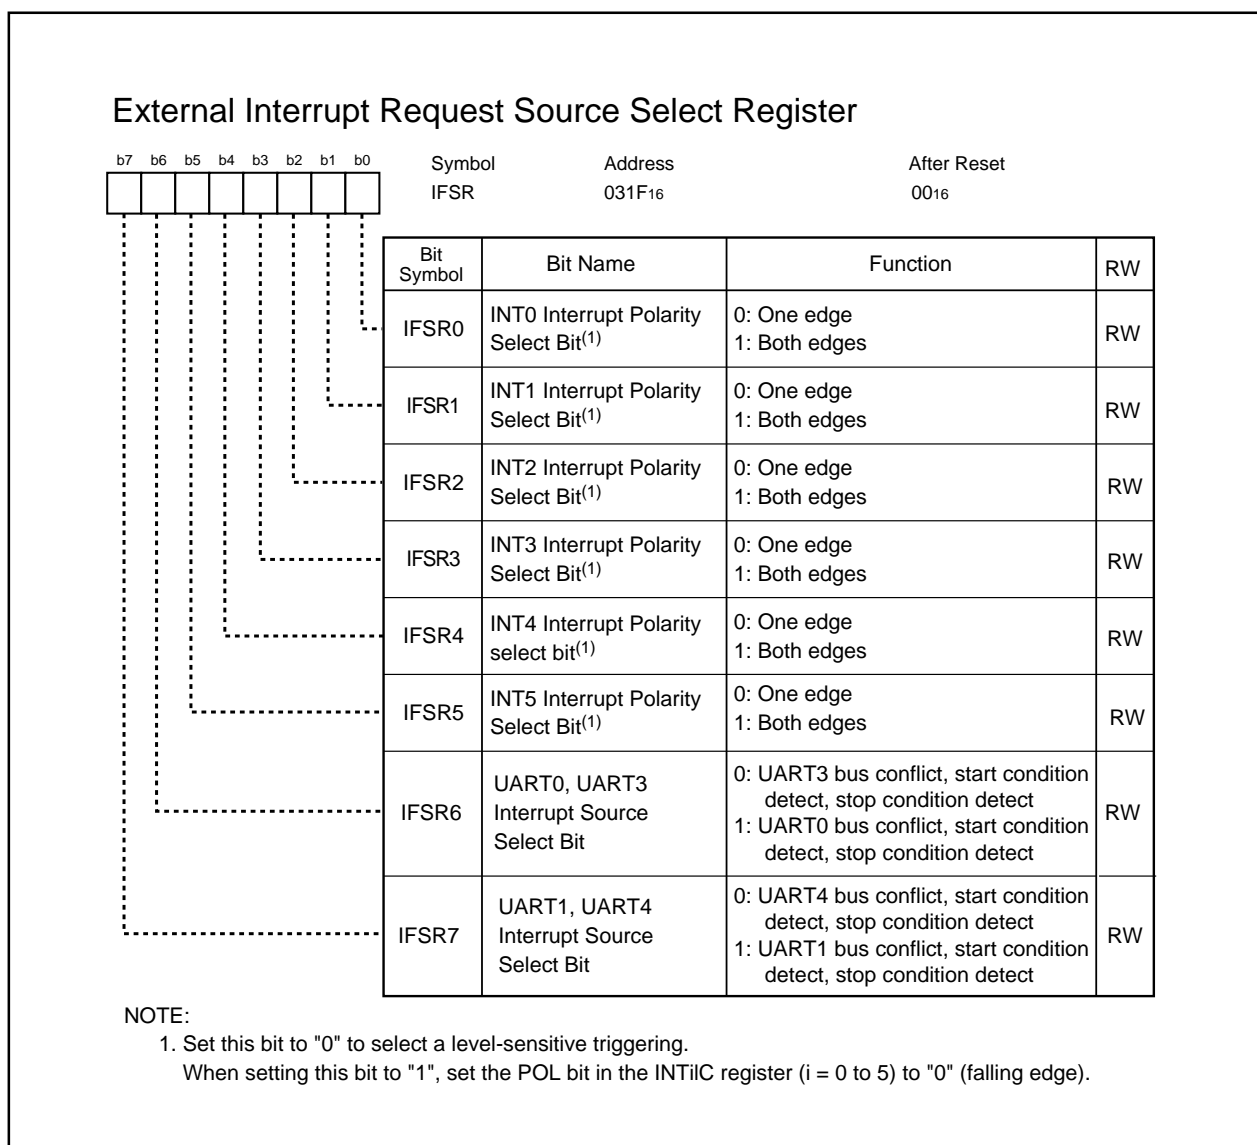 External Interrupt Request Source Select Register
b7 b6 b5 b4 b3 b2 b1 b0
Symbol Address After Reset
IFSR 031F16 0016
Bit Symbol Bit Name Function RW
IFSR0 INT0 Interrupt Polarity Select Bit(1) 0: One edge 1: Both edges RW
IFSR1 INT1 Interrupt Polarity Select Bit(1) 0: One edge 1: Both edges RW
IFSR2 INT2 Interrupt Polarity Select Bit(1) 0: One edge 1: Both edges RW
IFSR3 INT3 Interrupt Polarity Select Bit(1) 0: One edge 1: Both edges RW
IFSR4 INT4 Interrupt Polarity select bit(1) 0: One edge 1: Both edges RW
IFSR5 INT5 Interrupt Polarity Select Bit(1) 0: One edge 1: Both edges RW
IFSR6 UART0, UART3 Interrupt Source Select Bit 0: UART3 bus conflict, start condition detect, stop condition detect 1: UART0 bus conflict, start condition detect, stop condition detect RW
IFSR7 UART1, UART4 Interrupt Source Select Bit 0: UART4 bus conflict, start condition detect, stop condition detect 1: UART1 bus conflict, start condition detect, stop condition detect RW
NOTE:
1. Set this bit to "0" to select a level-sensitive triggering.
When setting this bit to "1", set the POL bit in the INTiIC register (i = 0 to 5) to "0" (falling edge).